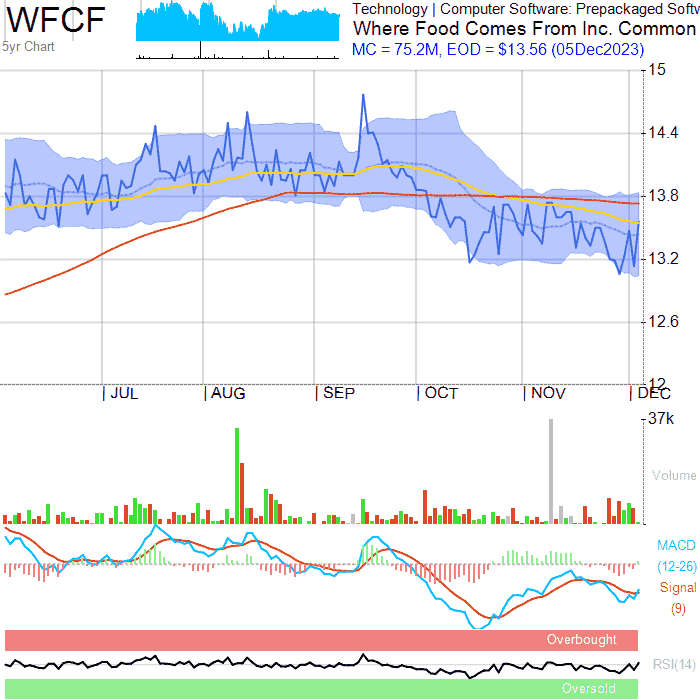 WFCF
5yr Chart
Technology | Computer Software: Prepackaged Softw
Where Food Comes From Inc. Common
MC = 75.2M, EOD = $13.56 (05Dec2023)
15
14.4
13.8
13.2
12.6
12
| JUL | AUG | SEP | OCT | NOV | DEC
37k
Volume
MACD
(12-26)
Signal
(9)
Overbought
RSI(14)
Oversold